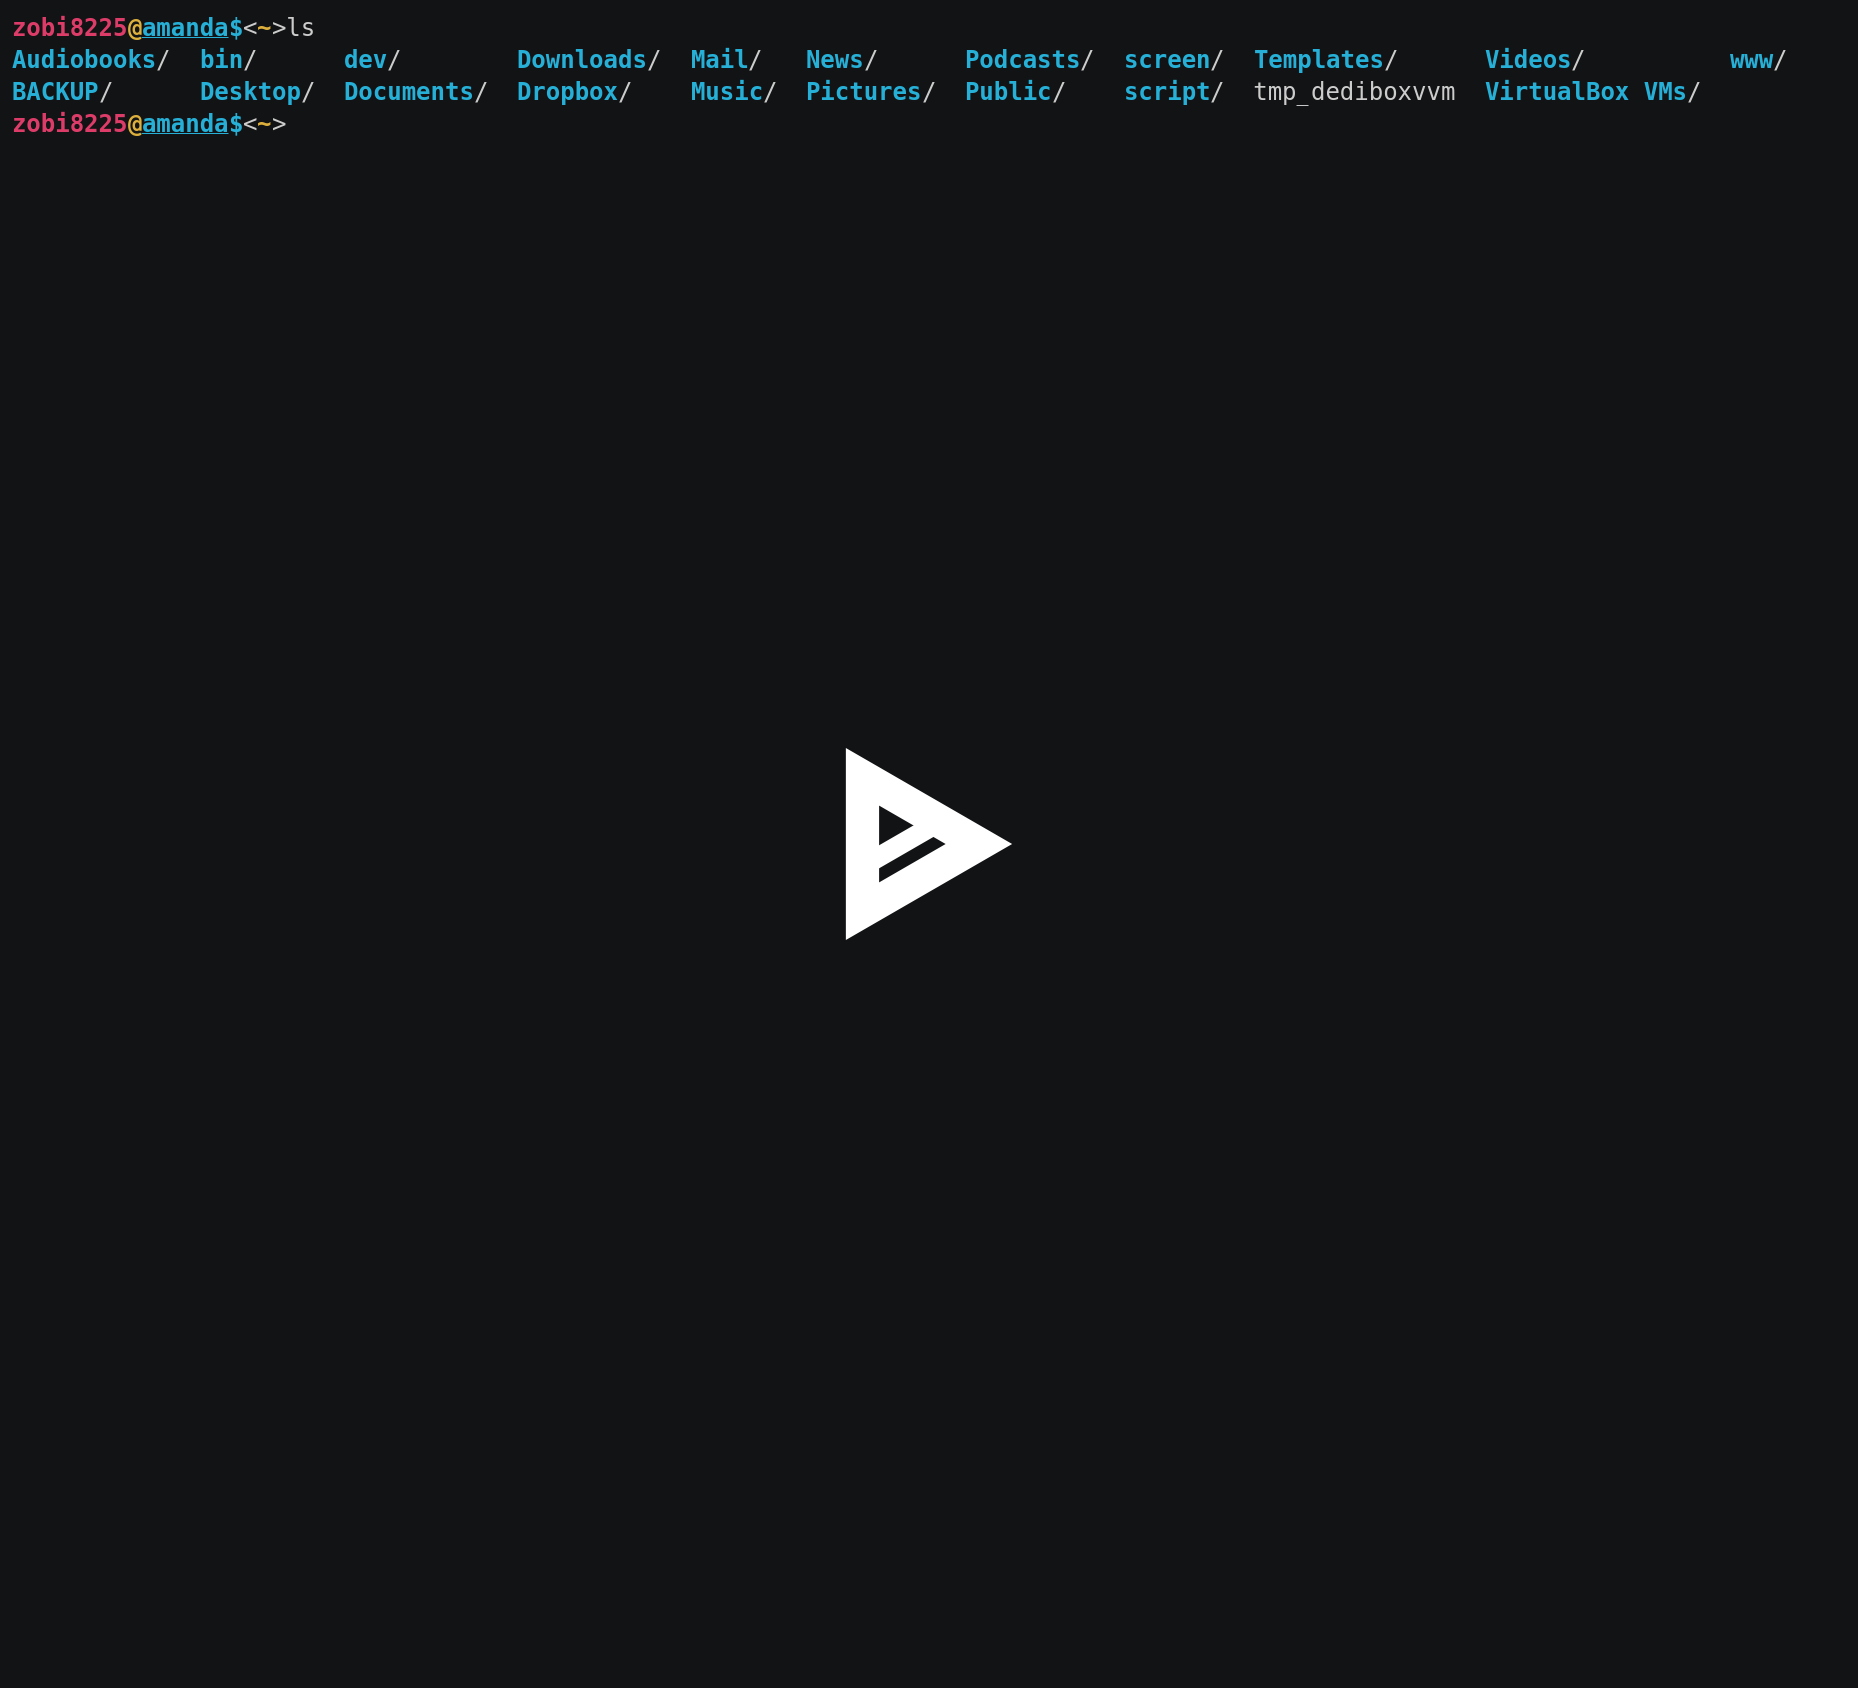 zobi8225@amanda$<~>ls
Audiobooks/  bin/      dev/        Downloads/  Mail/   News/      Podcasts/  screen/  Templates/      Videos/          www/
BACKUP/      Desktop/  Documents/  Dropbox/    Music/  Pictures/  Public/    script/  tmp_dediboxvvm  VirtualBox VMs/
zobi8225@amanda$<~>